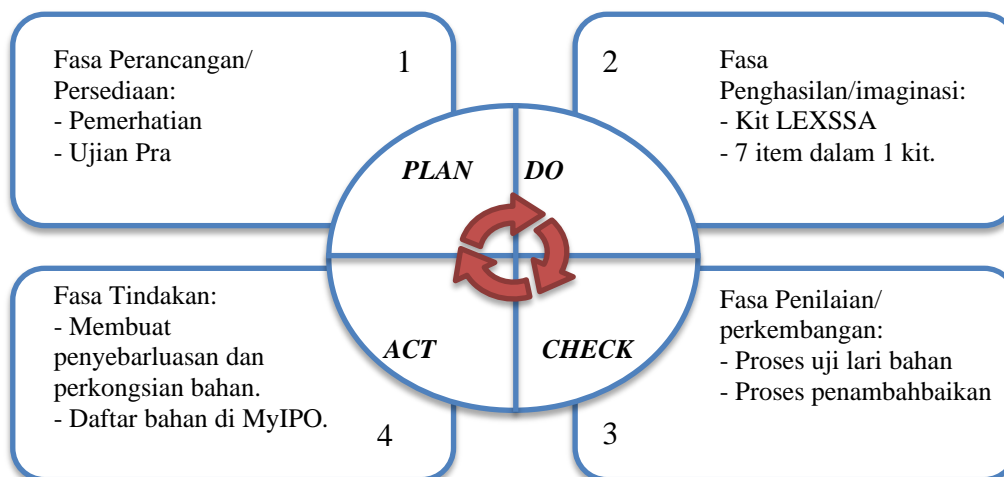 Fasa Perancangan/
Persediaan:
- Pemerhatian
- Ujian Pra
1
2
Fasa
Penghasilan/imaginasi:
- Kit LEXSSA
- 7 item dalam 1 kit.
PLAN
DO
ACT
CHECK
Fasa Tindakan:
- Membuat
penyebarluasan dan
perkongsian bahan.
- Daftar bahan di MyIPO.
4
3
Fasa Penilaian/
perkembangan:
- Proses uji lari bahan
- Proses penambahbaikan